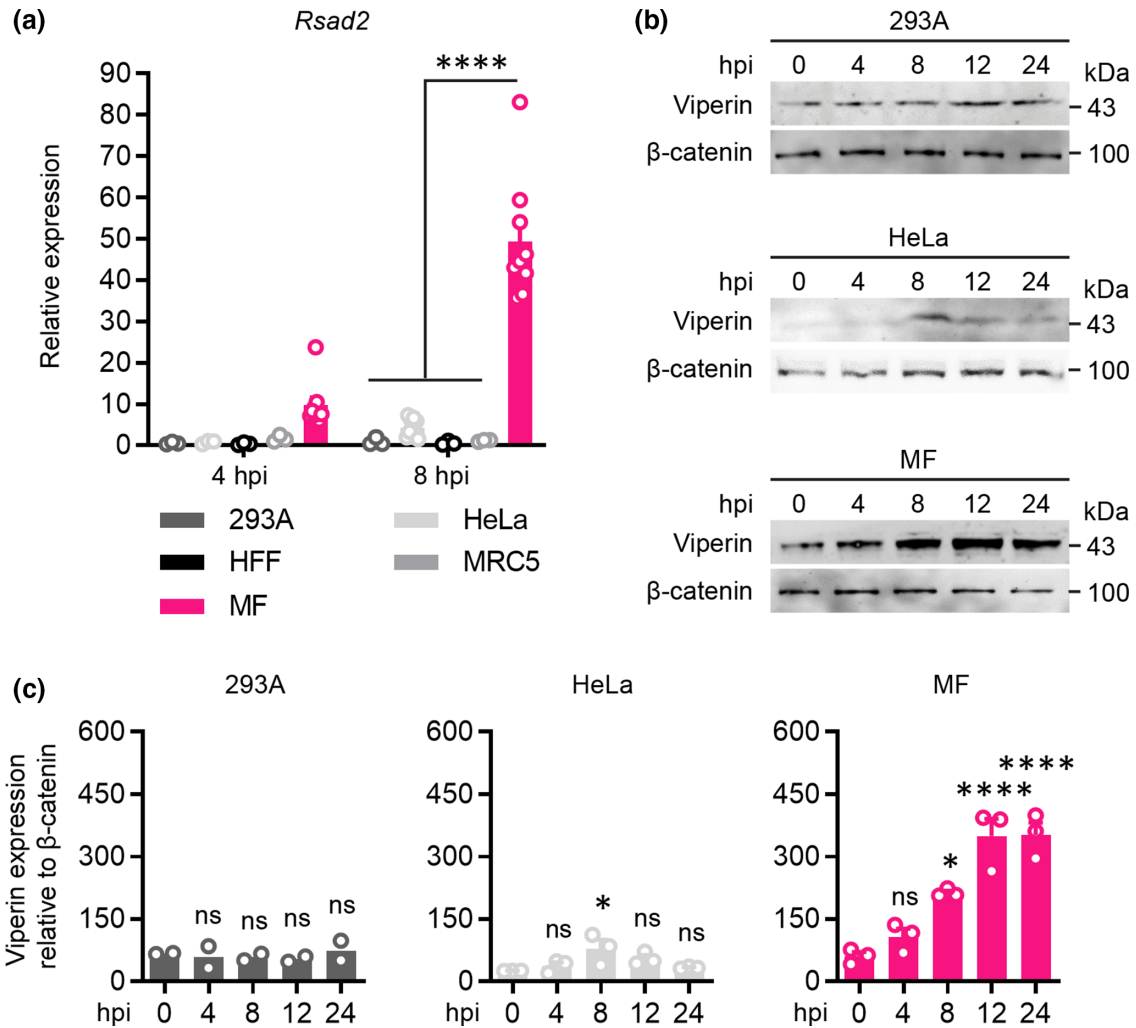 (a)
Rsad2
****
Relative expression
90
80
70
60
50
40
30
20
10
0
4 hpi
8 hpi
293A
HeLa
HFF
MRC5
MF
(b)
293A
hpi 0 4 8 12 24 kDa
Viperin 43
β-catenin 100
HeLa
hpi 0 4 8 12 24 kDa
Viperin 43
β-catenin 100
MF
hpi 0 4 8 12 24 kDa
Viperin 43
β-catenin 100
(c)
Viperin expression
relative to β-catenin
293A
600
450
300
150
0
ns ns ns ns
hpi 0 4 8 12 24
HeLa
600
450
300
150
0
ns * ns ns
hpi 0 4 8 12 24
MF
600
450
300
150
0
ns * **** ****
hpi 0 4 8 12 24